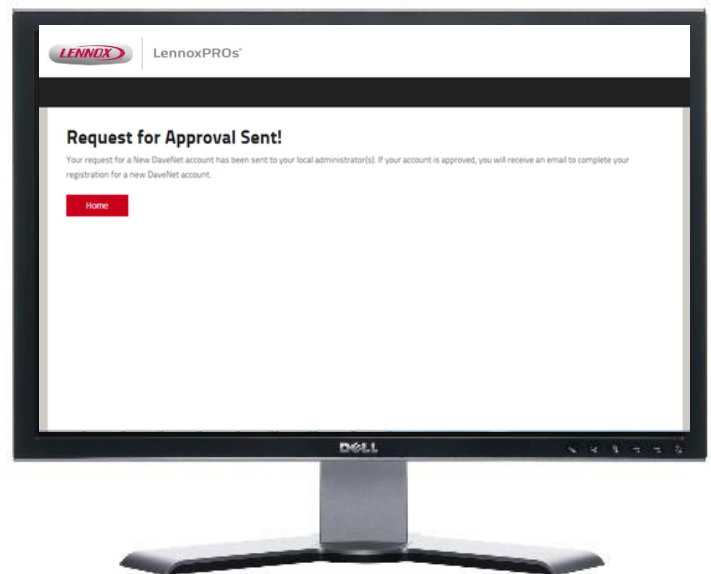 LENNOX
LennoxPROs
Request for Approval Sent!
Your request for a New DaveNet account has been sent to your local administrator(s). If your account is approved, you will receive an email to complete your
registration for a new DaveNet account.
Home
DELL